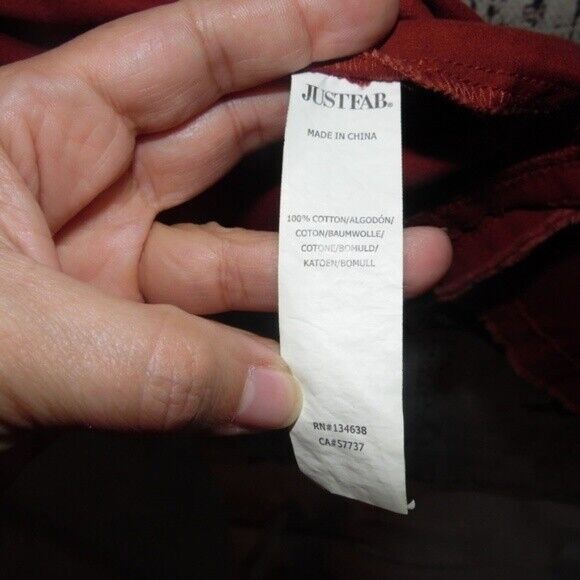 JUSTFAB®
MADE IN CHINA
100% COTTON/ALGODÓN/
COTON/BAUMWOLLE/
COTONE/BOMULD/
KATOEN/BOMULL
RN#134638
CA#57737